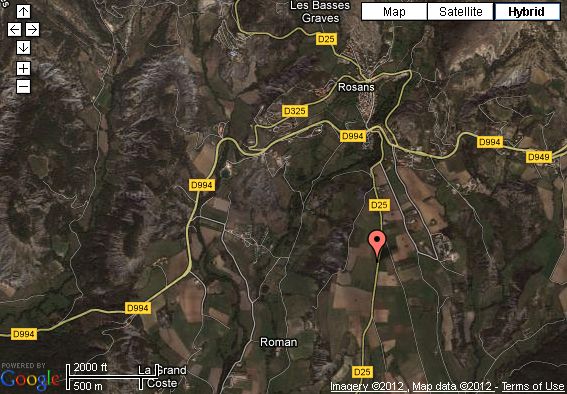 Les Basses
Graves
Map
Satellite
Hybrid
D25
Rosans
D325
D994
D994
D949
D994
D25
D994
D994
Roman
D25
POWERED BY
Google
2000 ft
500 m
La Grand
Coste
Imagery ©2012 , Map data ©2012 - Terms of Use